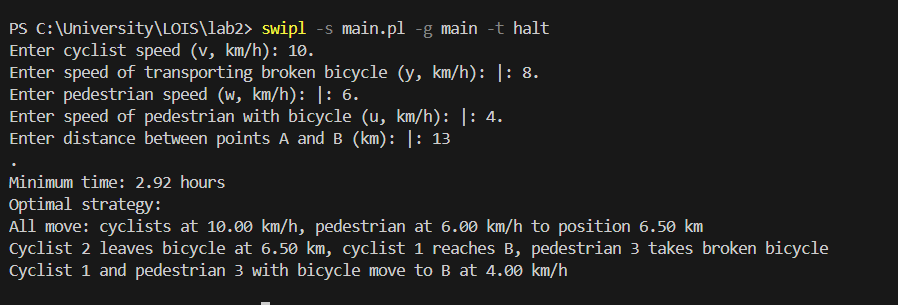 PS C:\University\LOIS\lab2> swipl -s main.pl -g main -t halt
Enter cyclist speed (v, km/h): 10.
Enter speed of transporting broken bicycle (y, km/h): |: 8.
Enter pedestrian speed (w, km/h): |: 6.
Enter speed of pedestrian with bicycle (u, km/h): |: 4.
Enter distance between points A and B (km): |: 13
.
Minimum time: 2.92 hours
Optimal strategy:
All move: cyclists at 10.00 km/h, pedestrian at 6.00 km/h to position 6.50 km
Cyclist 2 leaves bicycle at 6.50 km, cyclist 1 reaches B, pedestrian 3 takes broken bicycle
Cyclist 1 and pedestrian 3 with bicycle move to B at 4.00 km/h